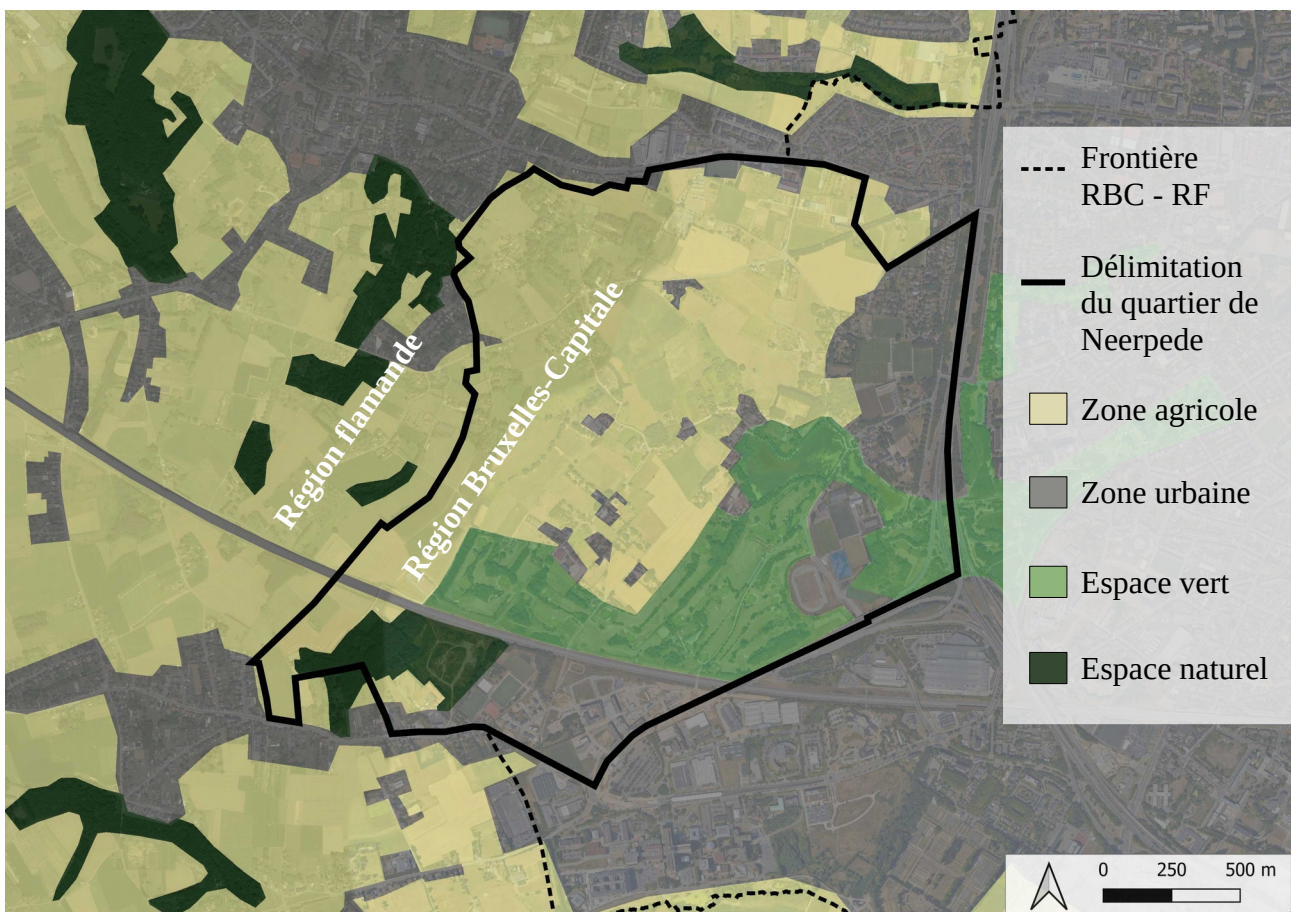 Frontière
RBC - RF
Délimitation
du quartier de
Neerpede
Zone agricole
Zone urbaine
Espace vert
Espace naturel
Région flamande
Région Bruxelles-Capitale
0 250 500 m